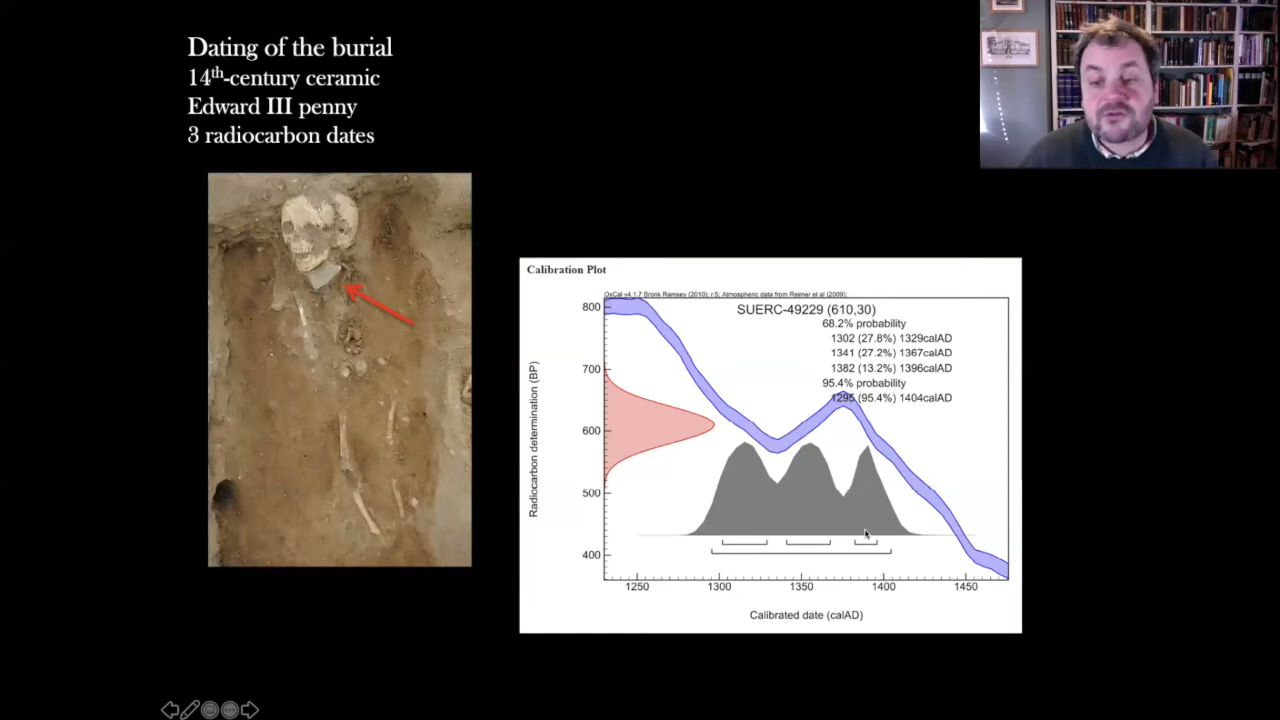 Dating of the burial
14th-century ceramic
Edward III penny
3 radiocarbon dates
Calibration Plot
OxCal v4.1.7 Bronk Ramsey (2010); r:5; Atmospheric data from Reimer et al (2009);
SUERC-49229 (610,30)
68.2% probability
1302 (27.8%) 1329calAD
1341 (27.2%) 1367calAD
1382 (13.2%) 1396calAD
95.4% probability
1295 (95.4%) 1404calAD
Radiocarbon determination (BP)
800
700
600
500
400
1250 1300 1350 1400 1450
Calibrated date (calAD)